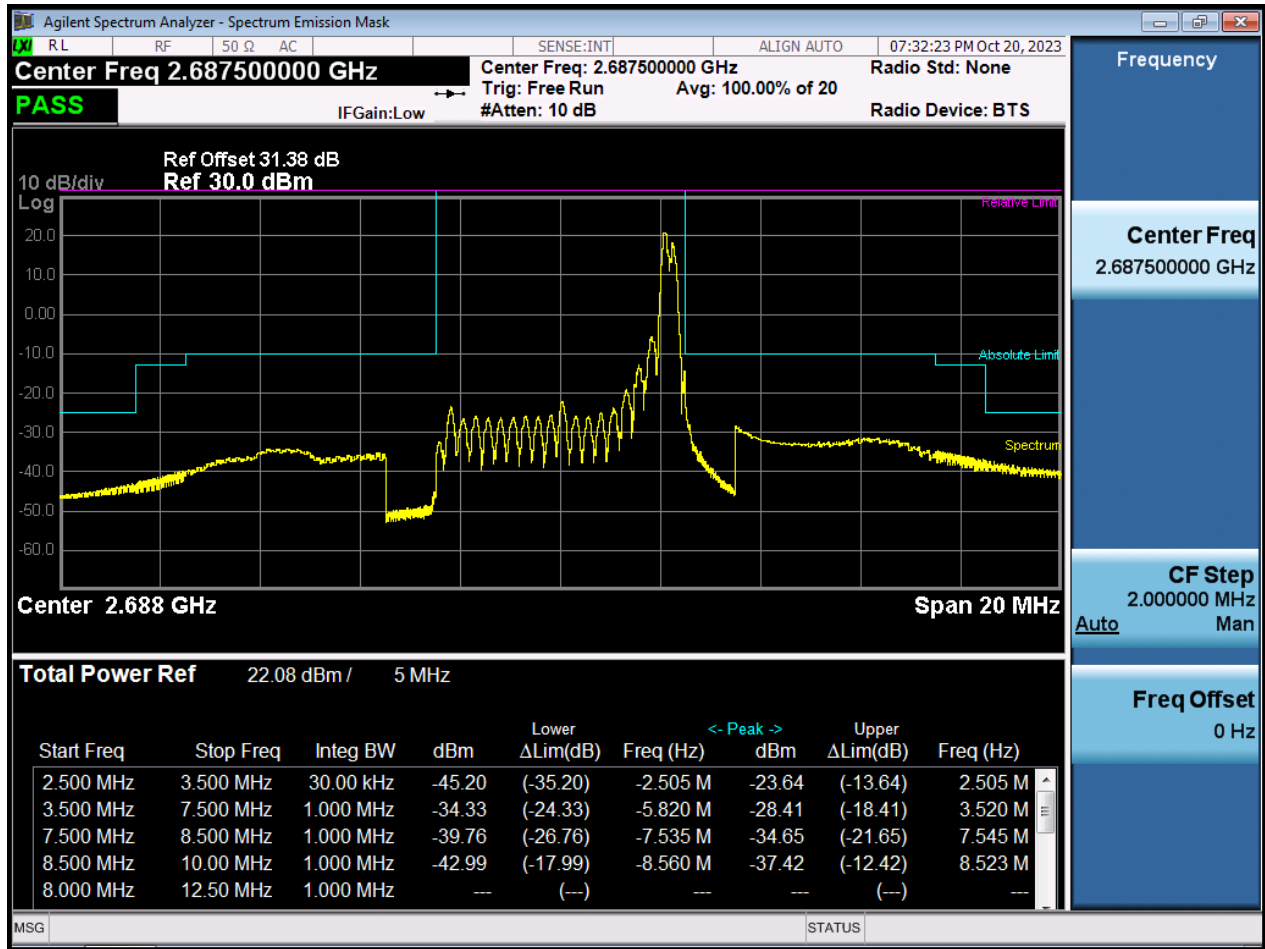 Agilent Spectrum Analyzer - Spectrum Emission Mask
LXI RL RF 50 Ω AC SENSE:INT ALIGN AUTO 07:32:23 PM Oct 20, 2023
Center Freq 2.687500000 GHz
PASS
IFGain:Low
Center Freq: 2.687500000 GHz
Trig: Free Run Avg: 100.00% of 20
#Atten: 10 dB
Radio Std: None
Radio Device: BTS
Ref Offset 31.38 dB
10 dB/div Ref 30.0 dBm
Log
Relative Limit
20.0
10.0
0.00
-10.0
Absolute Limit
-20.0
-30.0
Spectrum
-40.0
-50.0
-60.0
Center 2.688 GHz Span 20 MHz
Total Power Ref 22.08 dBm / 5 MHz
Lower <- Peak -> Upper
Start Freq Stop Freq Integ BW dBm ΔLim(dB) Freq (Hz) dBm ΔLim(dB) Freq (Hz)
2.500 MHz 3.500 MHz 30.00 kHz -45.20 (-35.20) -2.505 M -23.64 (-13.64) 2.505 M
3.500 MHz 7.500 MHz 1.000 MHz -34.33 (-24.33) -5.820 M -28.41 (-18.41) 3.520 M
7.500 MHz 8.500 MHz 1.000 MHz -39.76 (-26.76) -7.535 M -34.65 (-21.65) 7.545 M
8.500 MHz 10.00 MHz 1.000 MHz -42.99 (-17.99) -8.560 M -37.42 (-12.42) 8.523 M
8.000 MHz 12.50 MHz 1.000 MHz --- (---) --- --- (---) ---
MSG STATUS
Frequency
Center Freq
2.687500000 GHz
CF Step
2.000000 MHz
Auto Man
Freq Offset
0 Hz